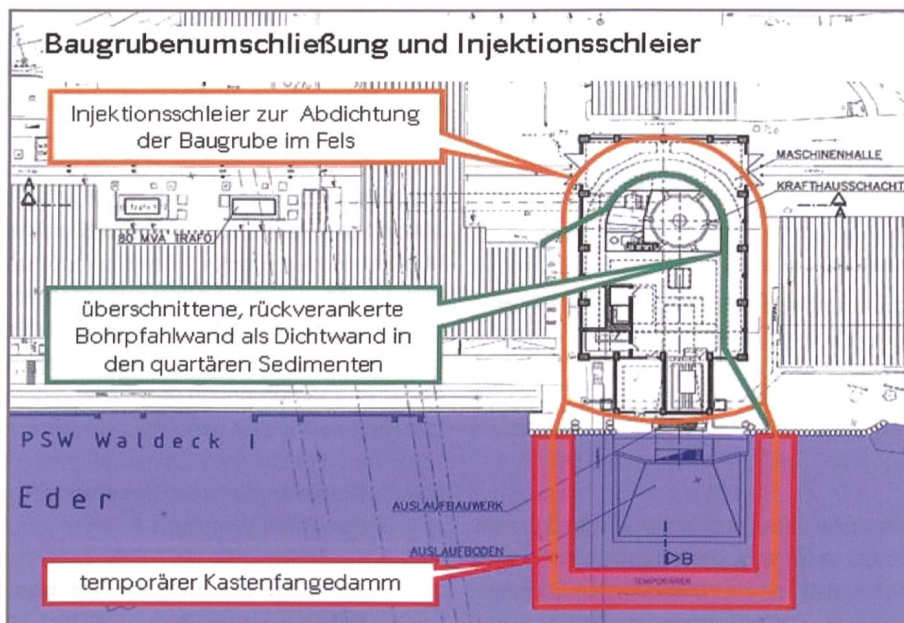 Baugrubenumschließung und Injektionsschleier
Injektionsschleier zur Abdichtung
der Baugrube im Fels
MASCHINENHALLE
KRAFTHAUSSCHACHT
A
A
80 MVA TRAFO
überschnittene, rückverankerte
Bohrpfahlwand als Dichtwand in
den quartären Sedimenten
PSW Waldeck I
Eder
AUSLAUFBAUWERK
AUSLAUFBODEN
B
temporärer Kastenfangedamm
TEMPORÄRER